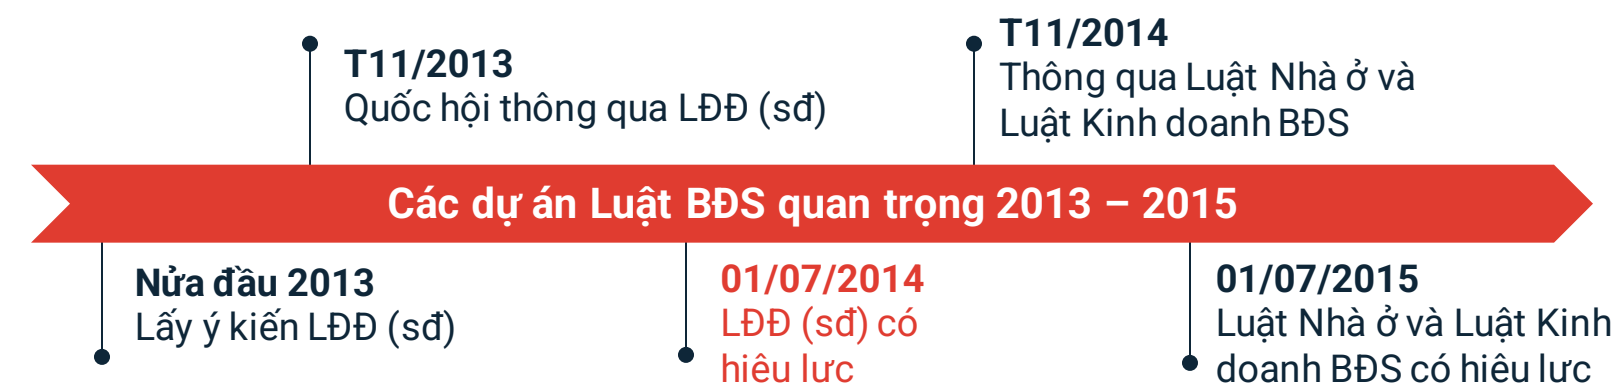 T11/2013
Quốc hội thông qua LĐĐ (sđ)
T11/2014
Thông qua Luật Nhà ở và
Luật Kinh doanh BĐS
Các dự án Luật BĐS quan trọng 2013 – 2015
Nửa đầu 2013
Lấy ý kiến LĐĐ (sđ)
01/07/2014
LĐĐ (sđ) có
hiệu lực
01/07/2015
Luật Nhà ở và Luật Kinh
doanh BĐS có hiệu lực